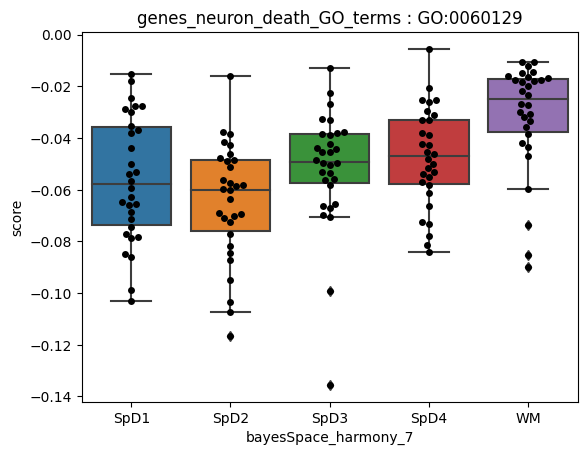 genes_neuron_death_GO_terms : GO:0060129
0.00
−0.02
−0.04
−0.06
−0.08
−0.10
−0.12
−0.14
score
SpD1 SpD2 SpD3 SpD4 WM
bayesSpace_harmony_7